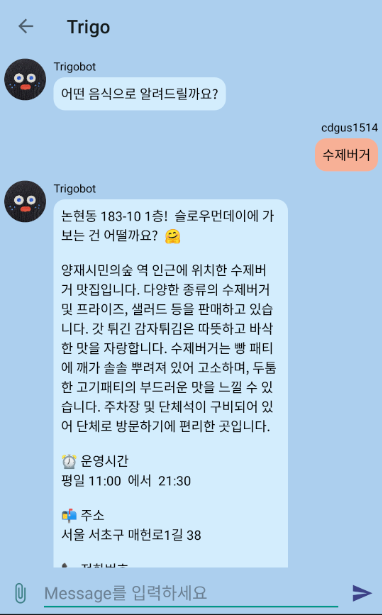 Trigo
Trigobot
어떤 음식으로 알려드릴까요?
cdgus1514
수제버거
Trigobot
논현동 183-10 1층! 슬로우먼데이에 가
보는 건 어떨까요? 🤗
양재시민의숲 역 인근에 위치한 수제버
거 맛집입니다. 다양한 종류의 수제버거
및 프라이즈, 샐러드 등을 판매하고 있습
니다. 갓 튀긴 감자튀김은 따뜻하고 바삭
한 맛을 자랑합니다. 수제버거는 빵 패티
에 깨가 솔솔 뿌려져 있어 고소하며, 두툼
한 고기패티의 부드러운 맛을 느낄 수 있
습니다. 주차장 및 단체석이 구비되어 있
어 단체로 방문하기에 편리한 곳입니다.
⏰ 운영시간
평일 11:00 에서 21:30
📬 주소
서울 서초구 매헌로1길 38
Message를 입력하세요